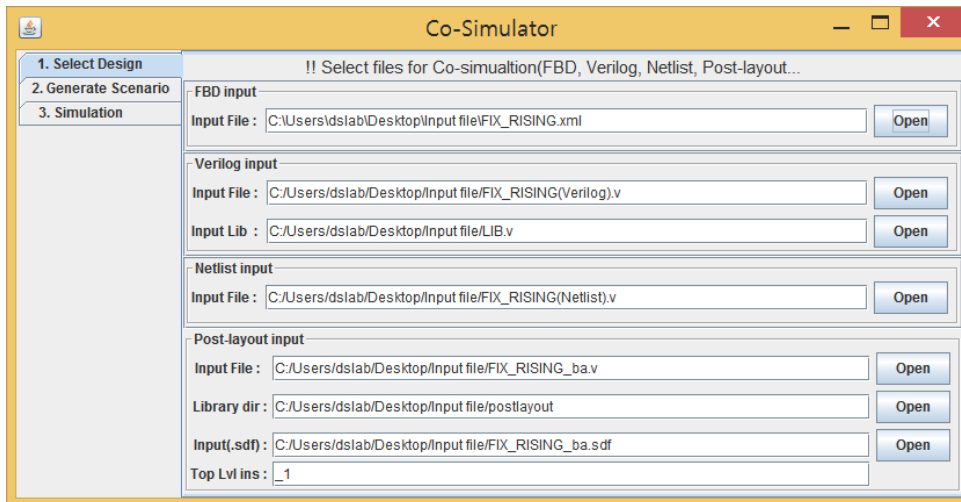 Co-Simulator
1. Select Design
2. Generate Scenario
3. Simulation
!! Select files for Co-simualtion(FBD, Verilog, Netlist, Post-layout...
FBD input
Input File : C:\Users\dslab\Desktop\Input file\FIX_RISING.xml Open
Verilog input
Input File : C:/Users/dslab/Desktop/Input file/FIX_RISING(Verilog).v Open
Input Lib : C:/Users/dslab/Desktop/Input file/LIB.v Open
Netlist input
Input File : C:/Users/dslab/Desktop/Input file/FIX_RISING(Netlist).v Open
Post-layout input
Input File : C:/Users/dslab/Desktop/Input file/FIX_RISING_ba.v Open
Library dir : C:/Users/dslab/Desktop/Input file/postlayout Open
Input(.sdf) : C:/Users/dslab/Desktop/Input file/FIX_RISING_ba.sdf Open
Top Lvl ins : _1